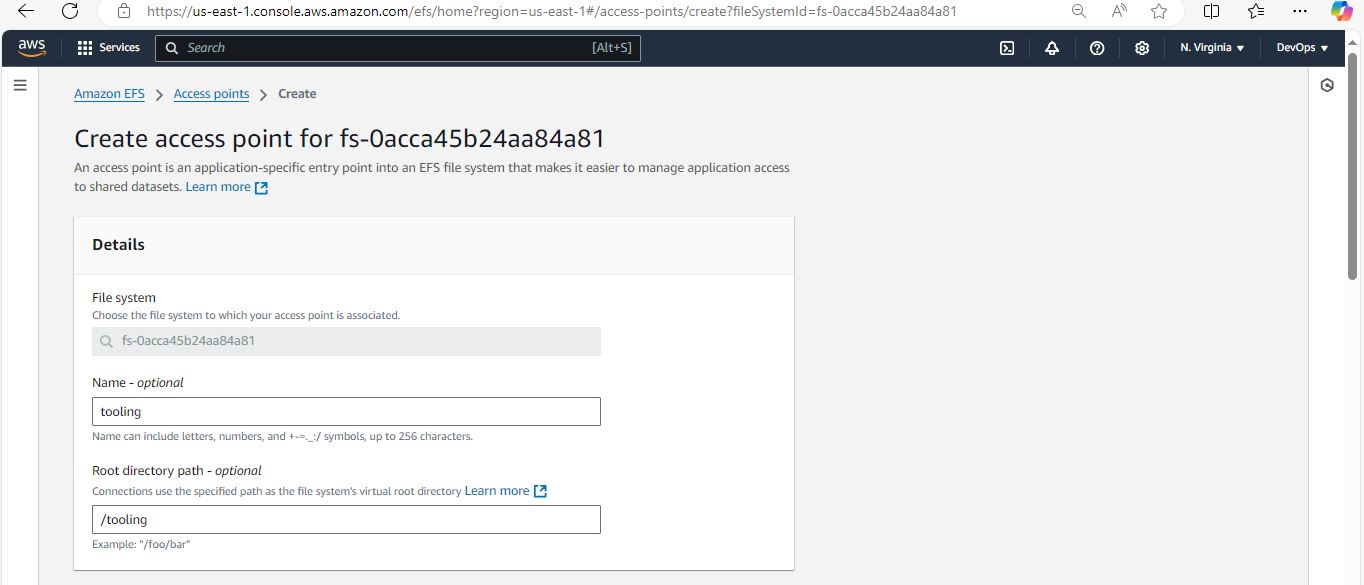 https://us-east-1.console.aws.amazon.com/efs/home?region=us-east-1#/access-points/create?fileSystemId=fs-0acca45b24aa84a81
aws Services Search [Alt+S] N. Virginia DevOps
Amazon EFS > Access points > Create
Create access point for fs-0acca45b24aa84a81
An access point is an application-specific entry point into an EFS file system that makes it easier to manage application access
to shared datasets. Learn more
Details
File system
Choose the file system to which your access point is associated.
fs-0acca45b24aa84a81
Name - optional
tooling
Name can include letters, numbers, and +-=._:/ symbols, up to 256 characters.
Root directory path - optional
Connections use the specified path as the file system's virtual root directory Learn more
/tooling
Example: "/foo/bar"